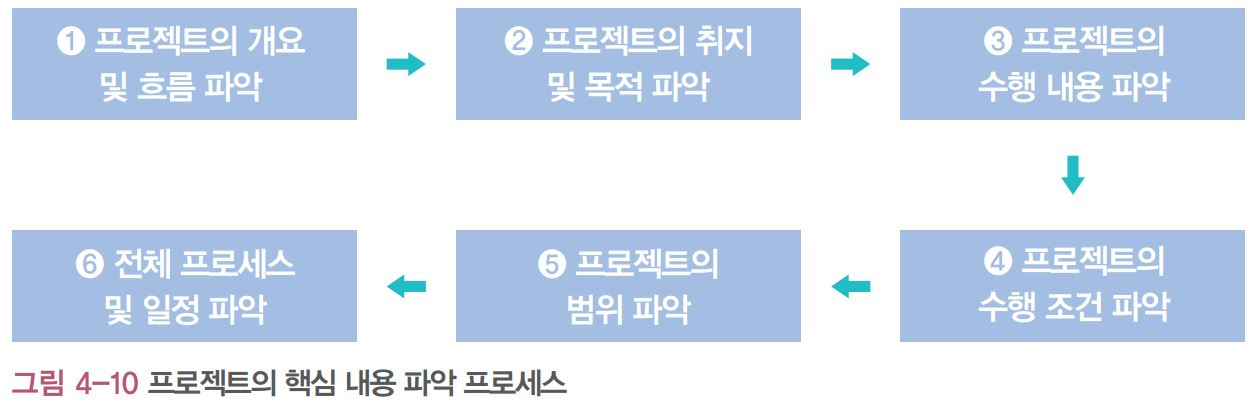 ❶ 프로젝트의 개요
및 흐름 파악
❷ 프로젝트의 취지
및 목적 파악
❸ 프로젝트의
수행 내용 파악
❹ 프로젝트의
수행 조건 파악
❺ 프로젝트의
범위 파악
❻ 전체 프로세스
및 일정 파악
그림 4-10 프로젝트의 핵심 내용 파악 프로세스